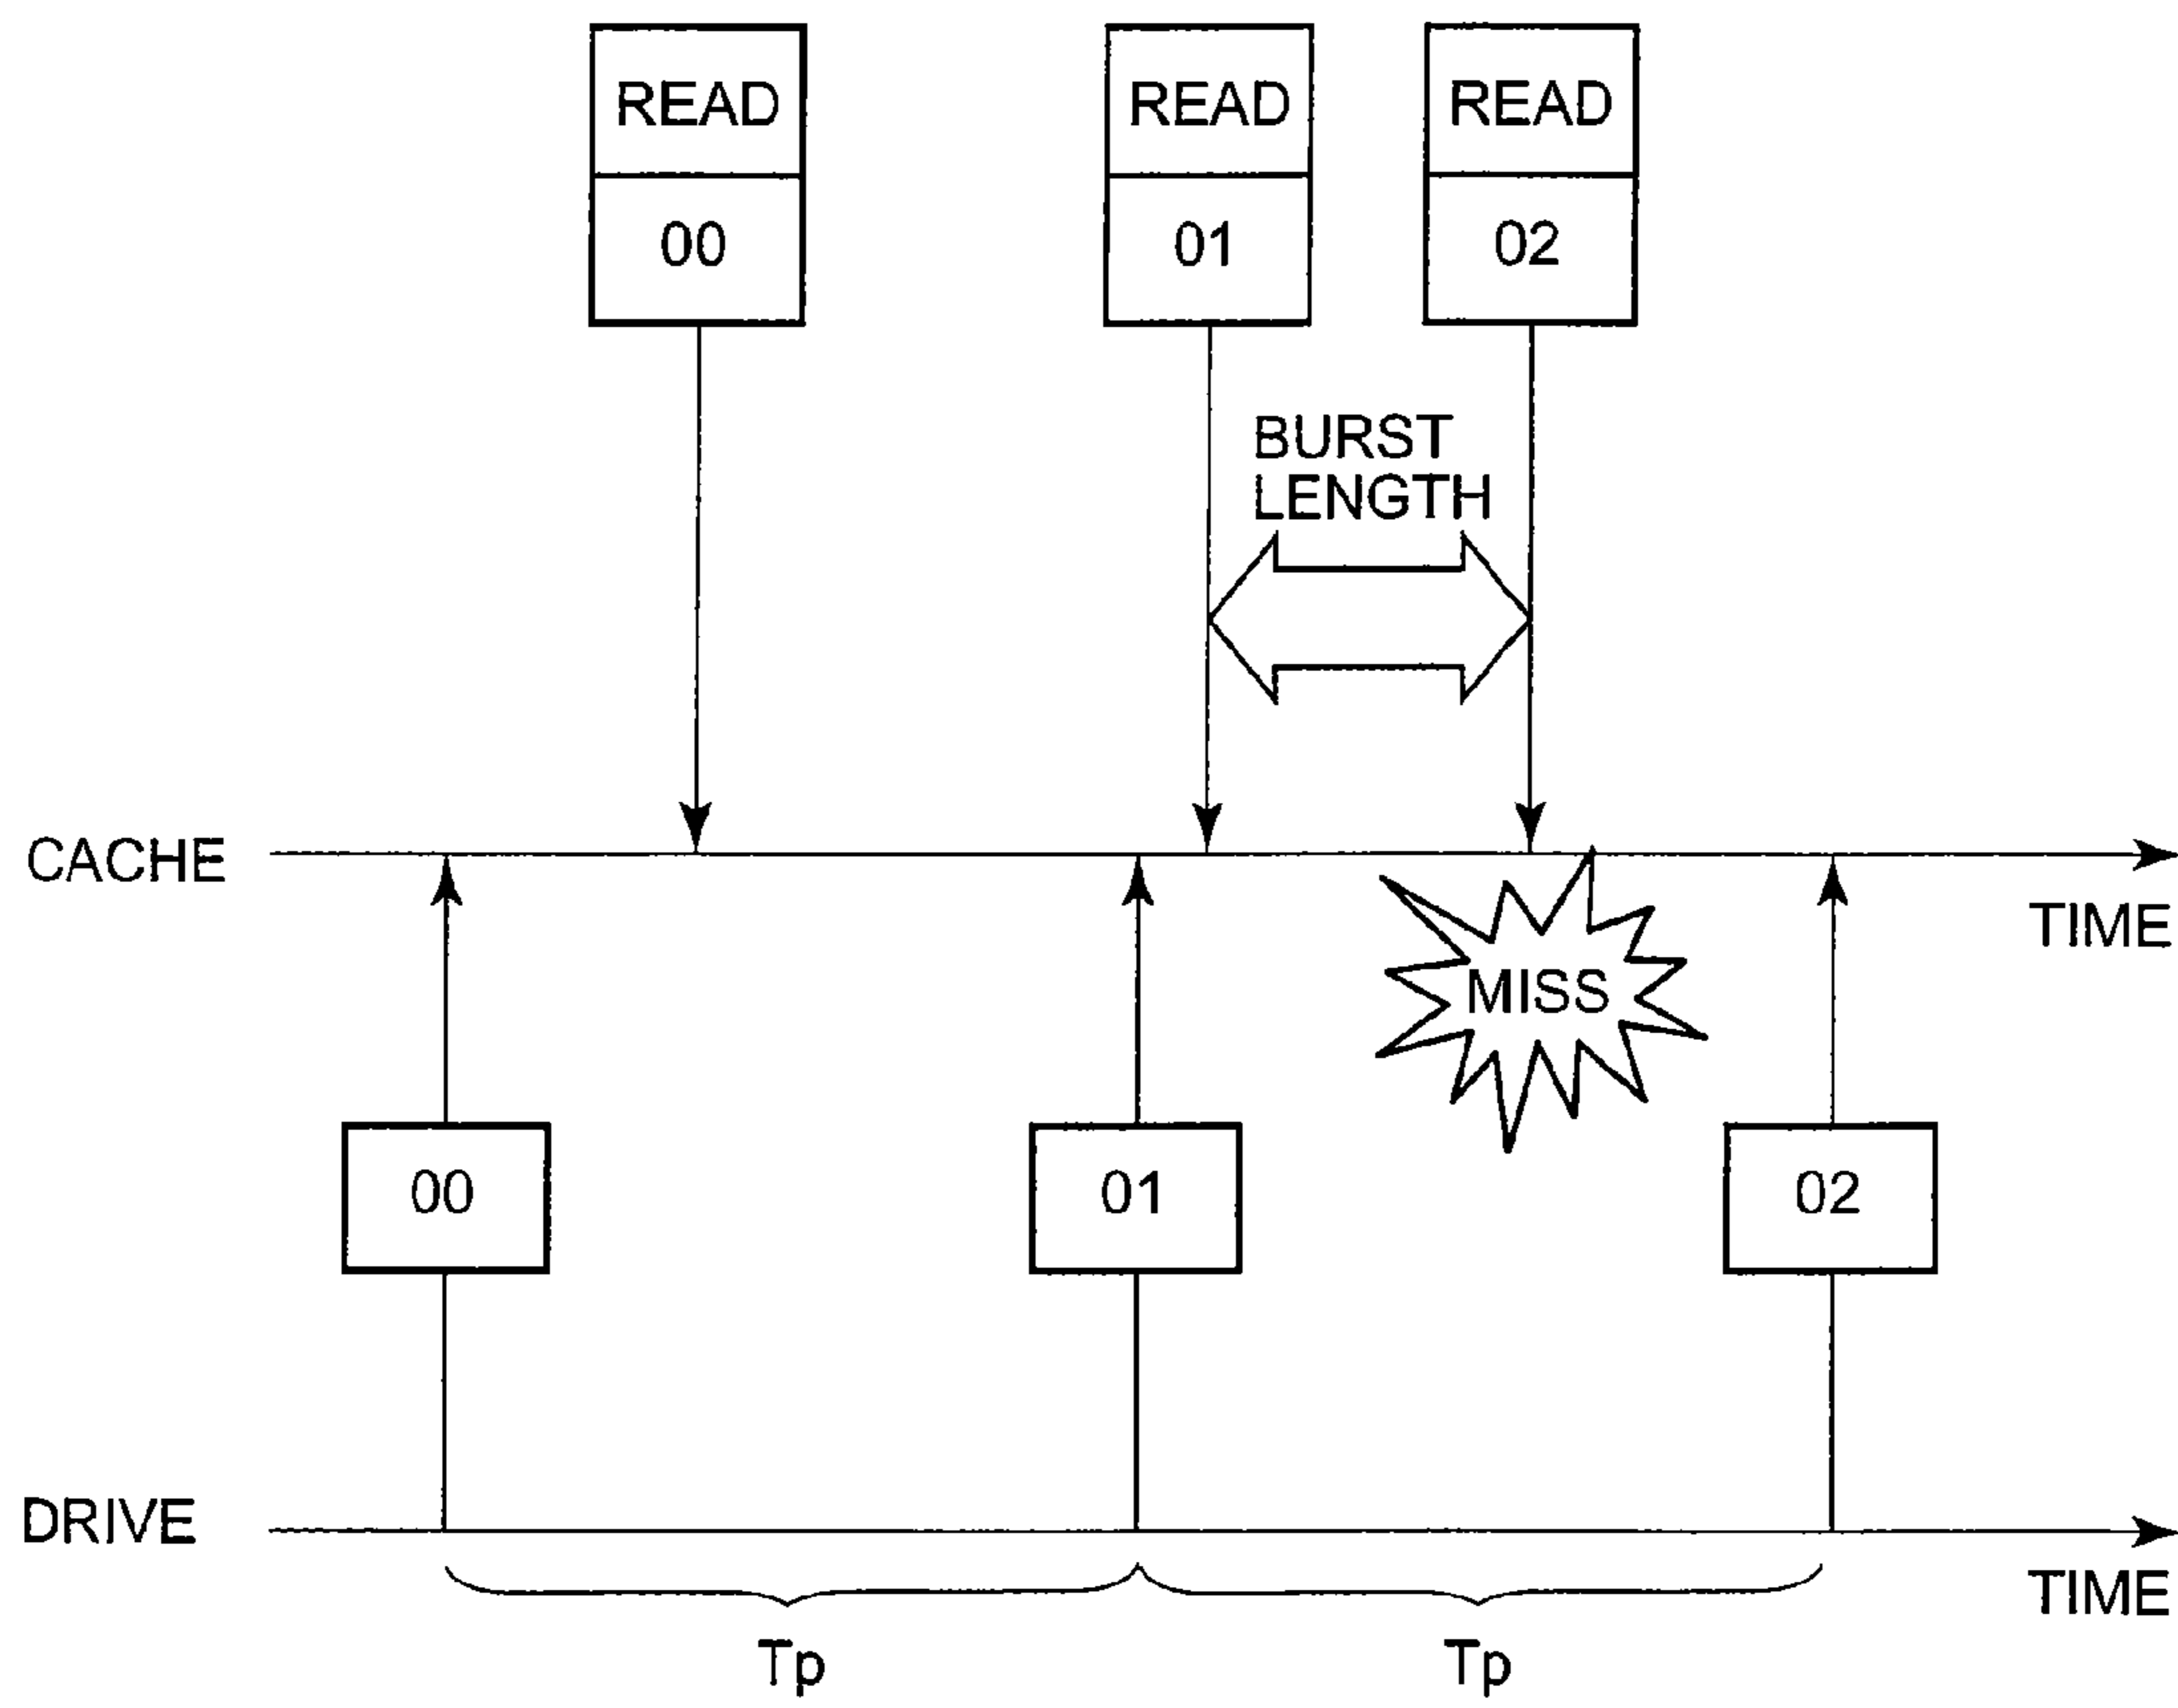 READ
READ
READ
00
01
02
BURST
LENGTH
CACHE
TIME
MISS
00
01
02
DRIVE
TIME
Tp
Tp